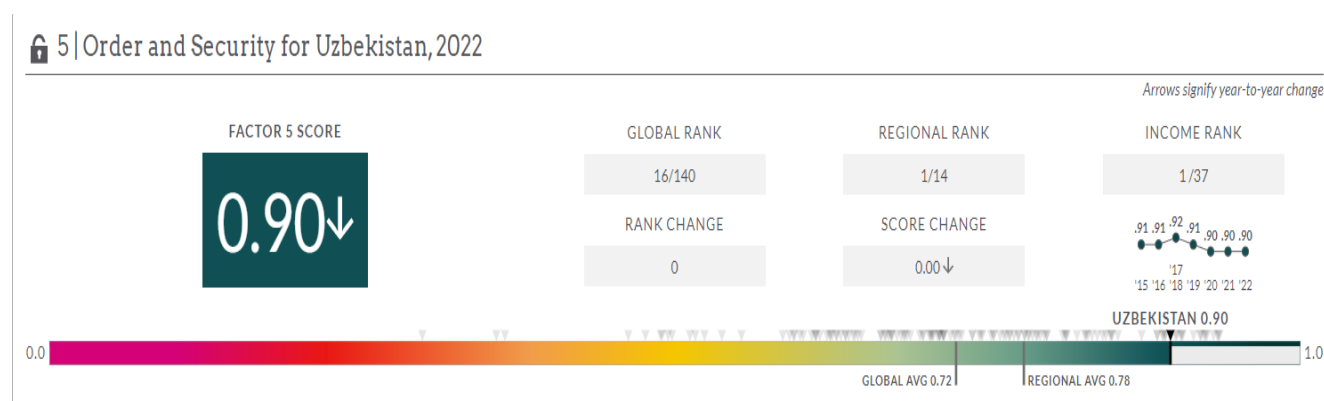 5 | Order and Security for Uzbekistan, 2022
Arrows signify year-to-year change
FACTOR 5 SCORE
0.90↓
GLOBAL RANK
16/140
REGIONAL RANK
1/14
INCOME RANK
1/37
RANK CHANGE
0
SCORE CHANGE
0.00↓
.91 .91 .92 .91 .90 .90 .90
'17
'15 '16 '18 '19 '20 '21 '22
UZBEKISTAN 0.90
0.0
1.0
GLOBAL AVG 0.72
REGIONAL AVG 0.78